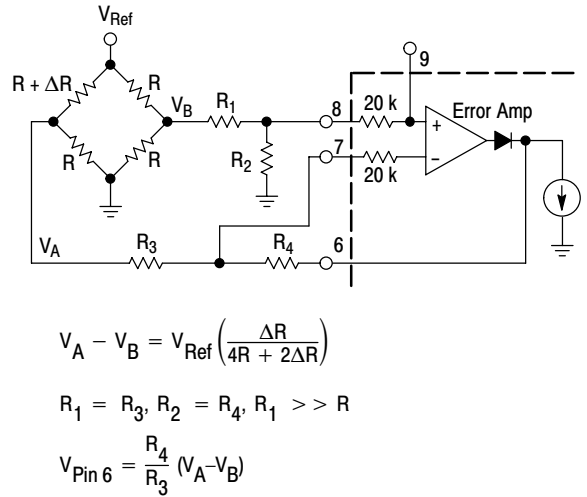 V_Ref
R + ΔR
R
V_B
R_1
8
20 k
9
Error Amp
+
R
R
R_2
7
20 k
–
V_A
R_3
R_4
6
V_A – V_B = V_Ref (ΔR / (4R + 2ΔR))
R_1 = R_3, R_2 = R_4, R_1 >> R
V_Pin 6 = R_4/R_3 (V_A–V_B)